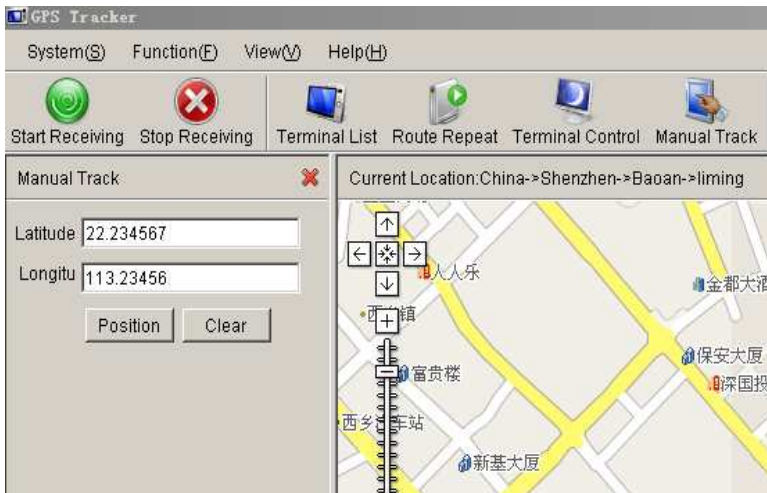 GPS Tracker
System(S) Function(F) View(V) Help(H)
Start Receiving Stop Receiving Terminal List Route Repeat Terminal Control Manual Track
Manual Track
Current Location:China->Shenzhen->Baoan->liming
Latitude 22.234567
Longitu 113.23456
Position Clear
人人乐
金都大酒
镇
保安大厦
富贵楼
深国投
西乡
车站
新基大厦